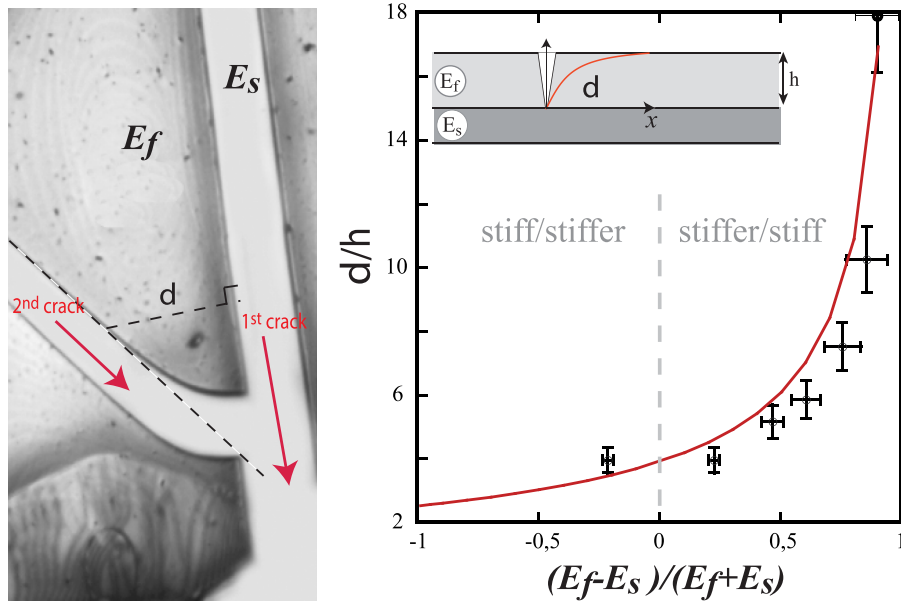 E_f
E_s
d
2nd crack
1st crack
d/h
18
14
10
6
2
E_f
E_s
d
x
h
stiff/stiffer
stiffer/stiff
-1
-0,5
0
0,5
1
(E_f-E_s)/(E_f+E_s)